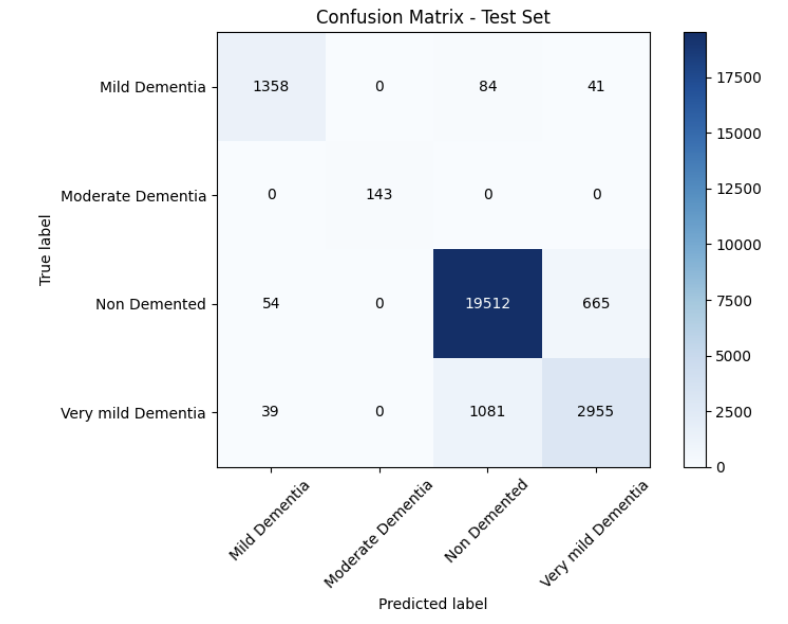 Confusion Matrix - Test Set
Mild Dementia 1358 0 84 41
Moderate Dementia 0 143 0 0
Non Demented 54 0 19512 665
Very mild Dementia 39 0 1081 2955
True label
Mild Dementia
Moderate Dementia
Non Demented
Very mild Dementia
Predicted label
17500
15000
12500
10000
7500
5000
2500
0